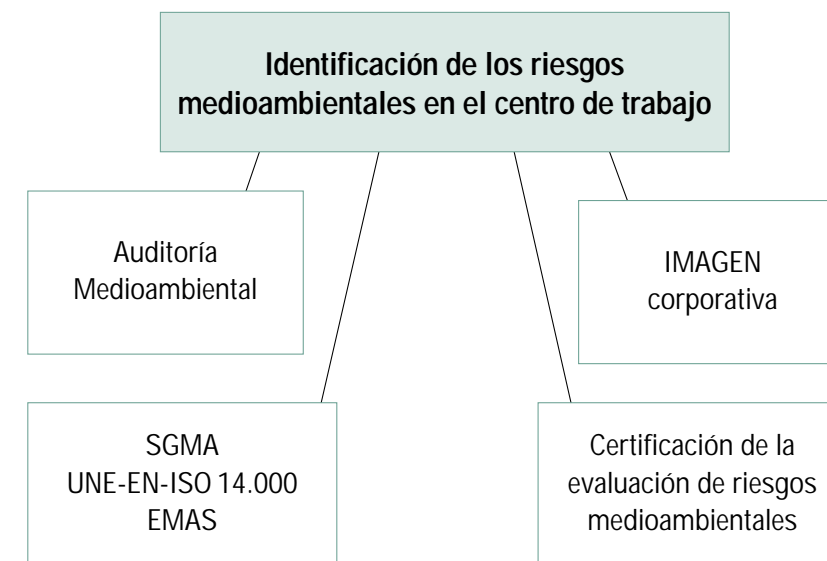 Identificación de los riesgos
medioambientales en el centro de trabajo
Auditoría
Medioambiental
IMAGEN
corporativa
SGMA
UNE-EN-ISO 14.000
EMAS
Certificación de la
evaluación de riesgos
medioambientales